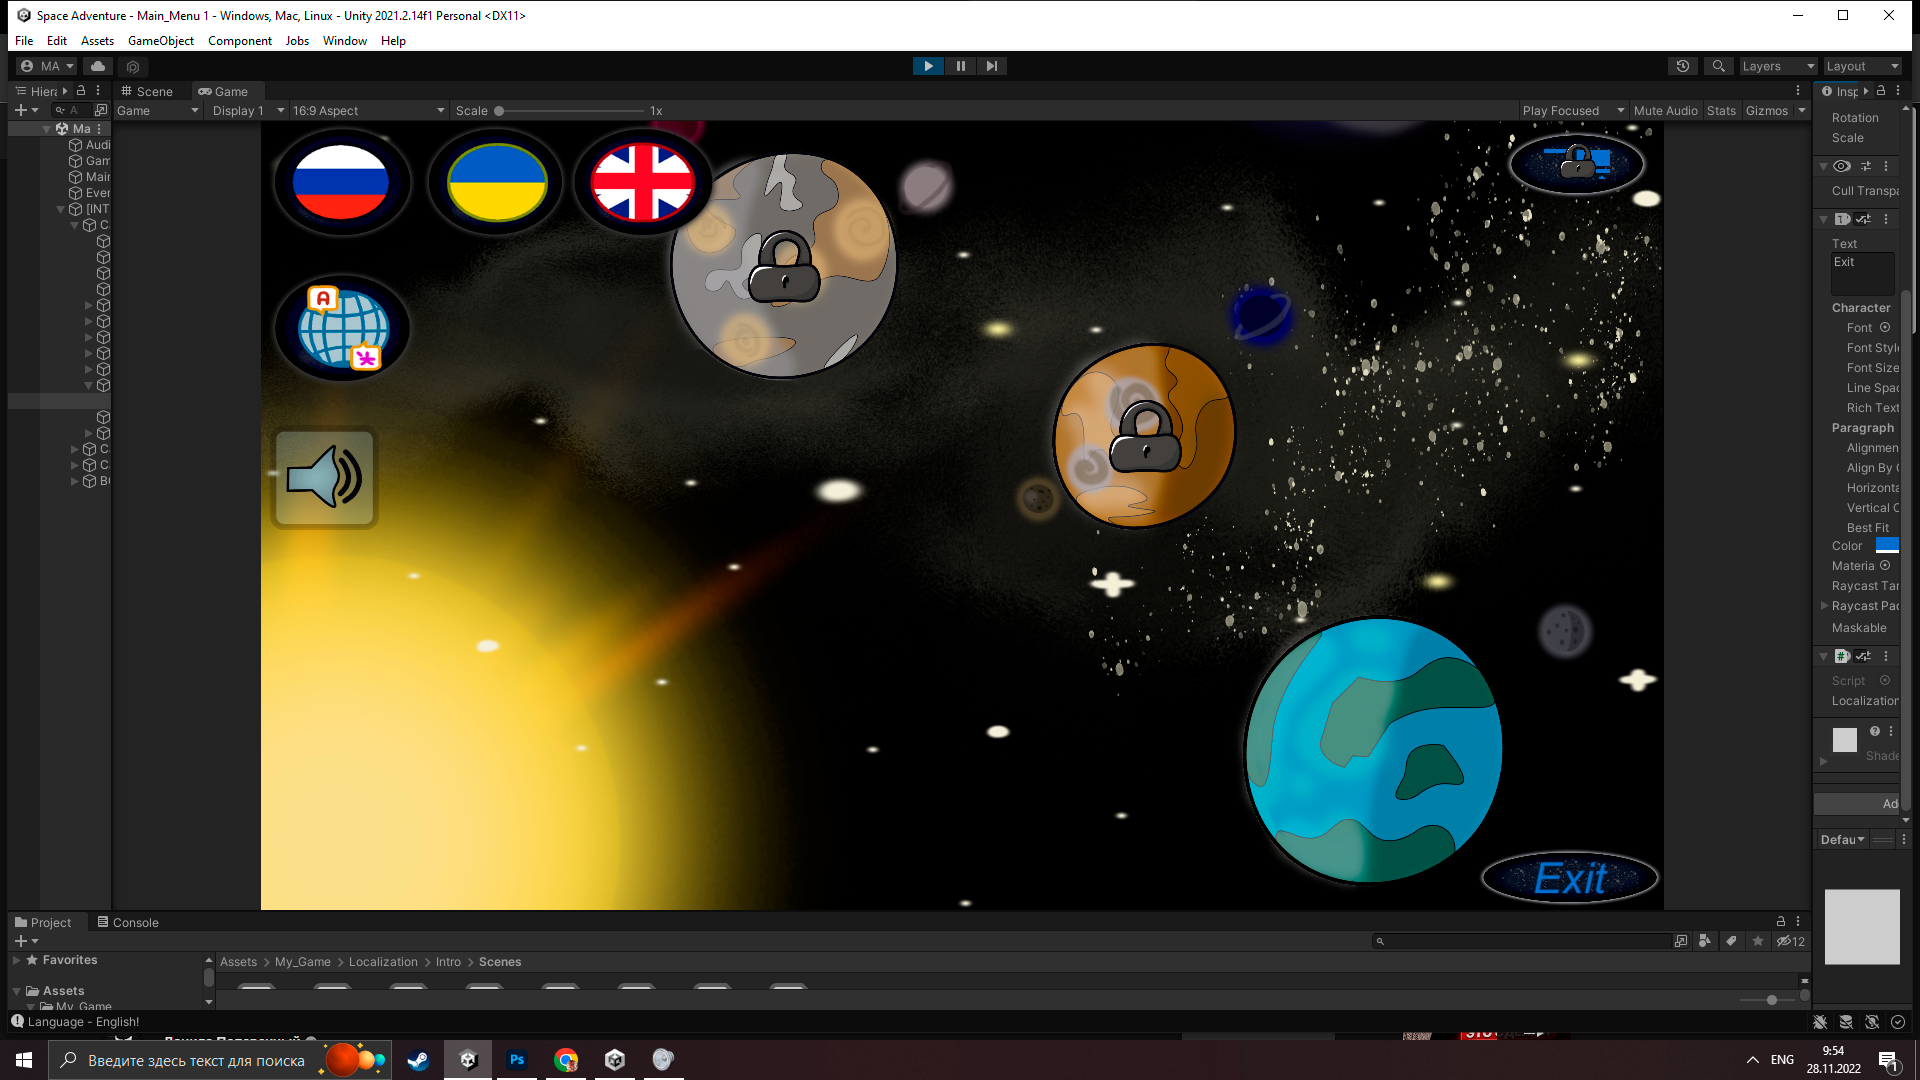 Space Adventure - Main_Menu 1 - Windows, Mac, Linux - Unity 2021.2.14f1 Personal <DX11>
File Edit Assets GameObject Component Jobs Window Help
MA
Layers Layout
Hiera
Scene Game
Insp
Game Display 1 16:9 Aspect Scale 1x
Play Focused Mute Audio Stats Gizmos
Ma
Audi
Gam
Main
Ever
[INT
C
C
C
B
A
Rotation
Scale
Cull Transpa
Text
Exit
Character
Font
Font Style
Font Size
Line Spac
Rich Text
Paragraph
Alignmen
Align By G
Horizonta
Vertical O
Best Fit
Color
Materia
Raycast Tar
Raycast Pad
Maskable
Script
Localization
Shade
Ad
Defau
Exit
Project Console
12
Favorites
Assets > My_Game > Localization > Intro > Scenes
Assets
My_Game
Language - English!
Введите здесь текст для поиска
Ps
ENG
9:54
28.11.2022
1